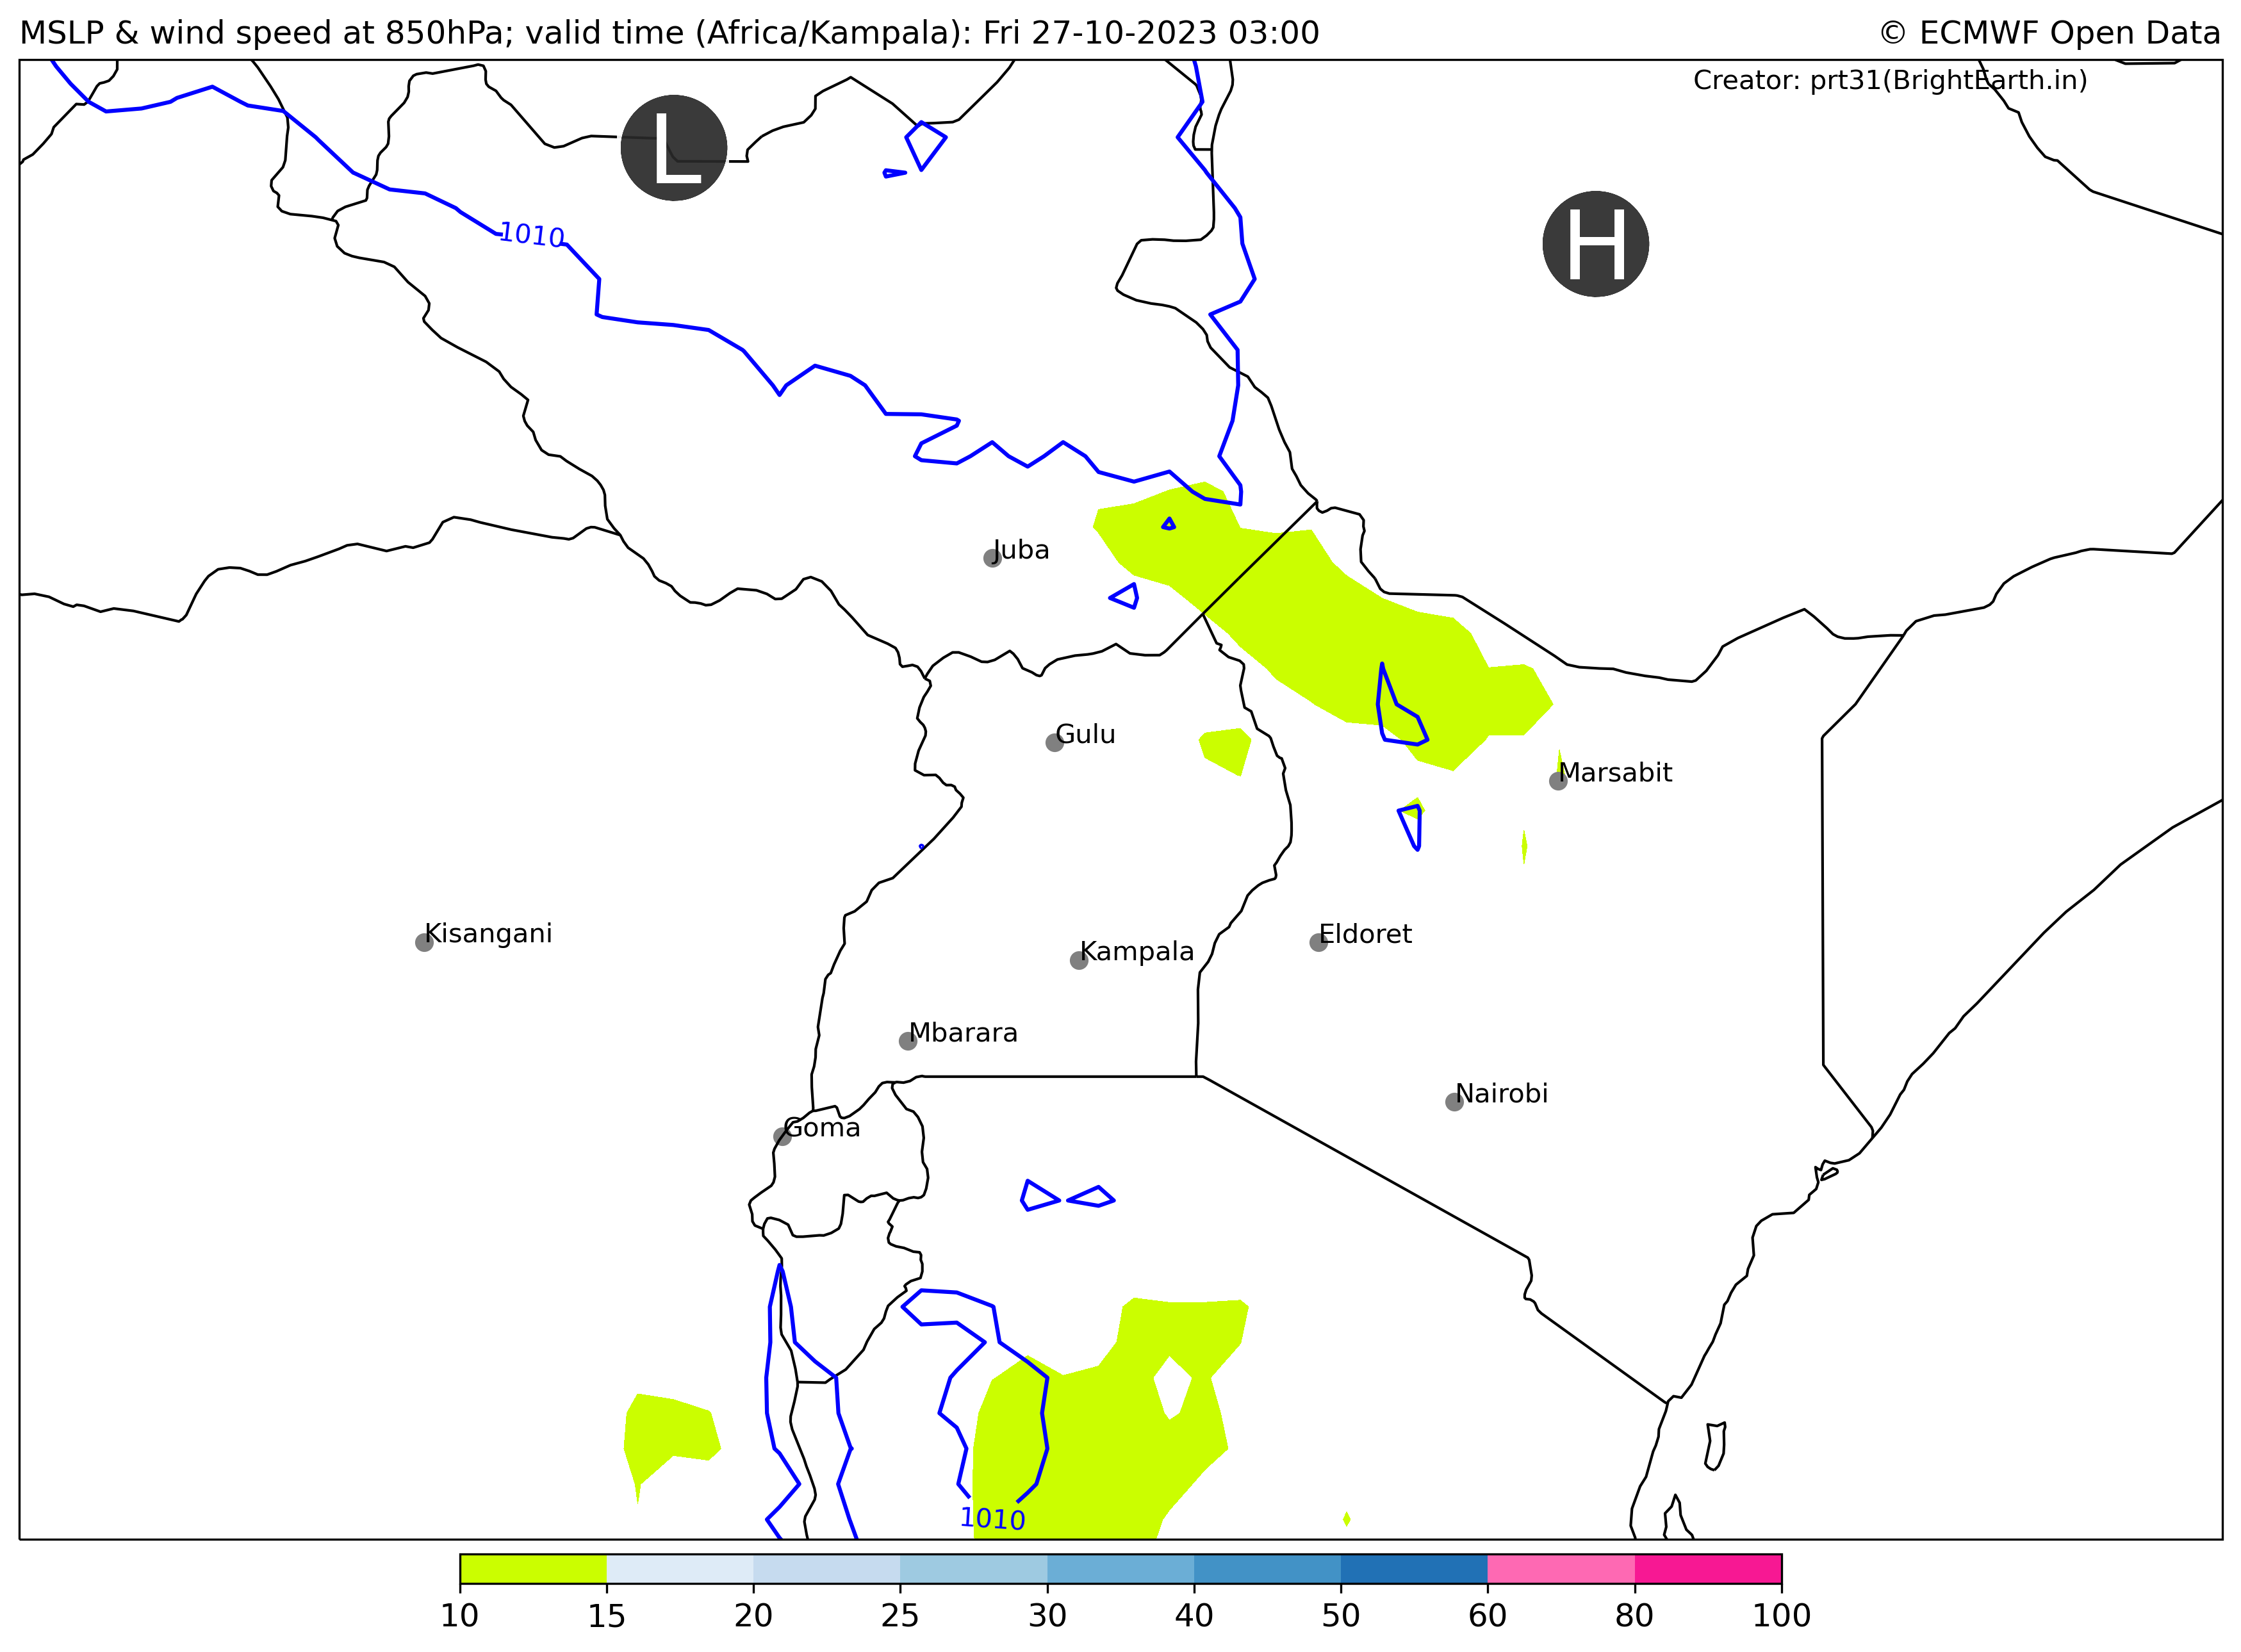 MSLP & wind speed at 850hPa; valid time (Africa/Kampala): Fri 27-10-2023 03:00
© ECMWF Open Data
Creator: prt31(BrightEarth.in)
L
H
1010
Juba
Gulu
Marsabit
Kisangani
Eldoret
Kampala
Mbarara
Nairobi
Goma
1010
10 15 20 25 30 40 50 60 80 100